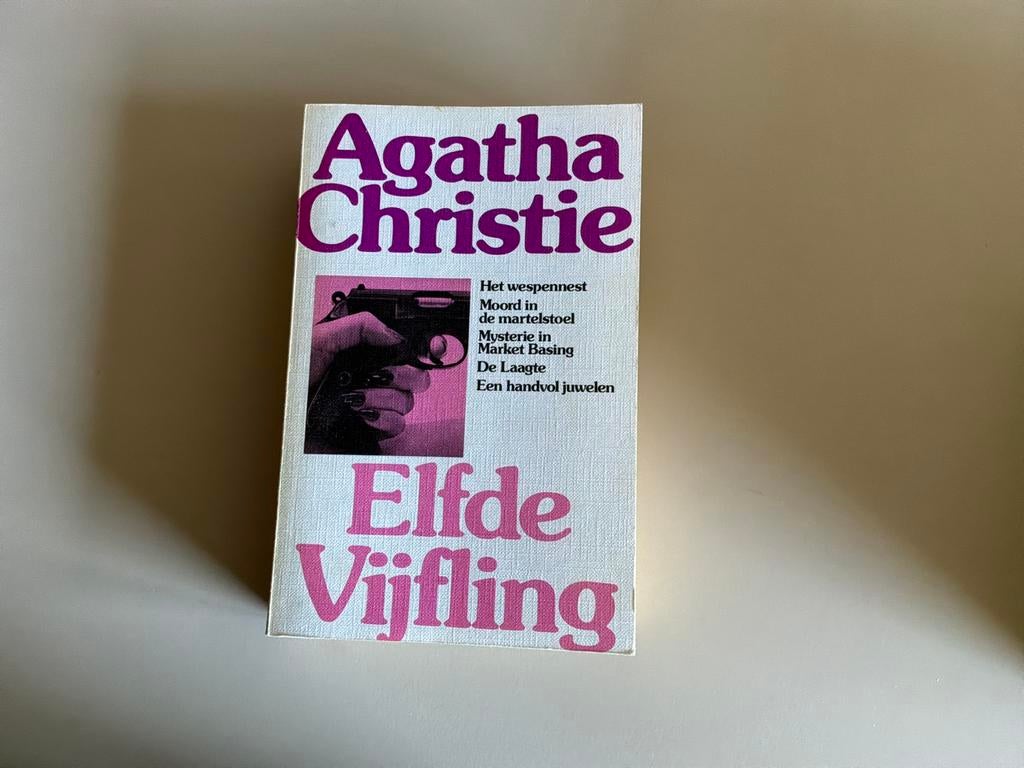 Agatha
Christie
Het wespennest
Moord in
de martelstoel
Mysterie in
Market Basing
De Laagte
Een handvol juwelen
Elfde
Vijfling